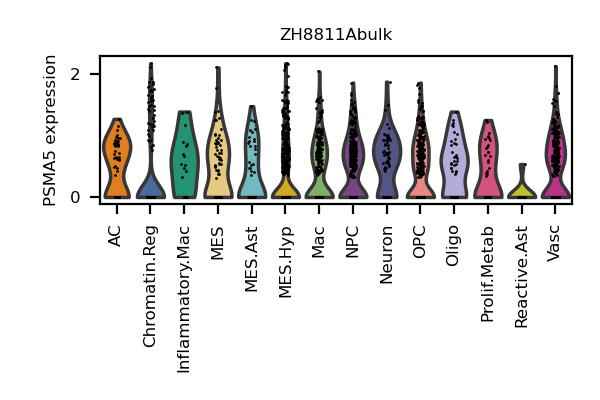 ZH8811Abulk
PSMA5 expression
2
0
AC
Chromatin.Reg
Inflammatory.Mac
MES
MES.Ast
MES.Hyp
Mac
NPC
Neuron
OPC
Oligo
Prolif.Metab
Reactive.Ast
Vasc